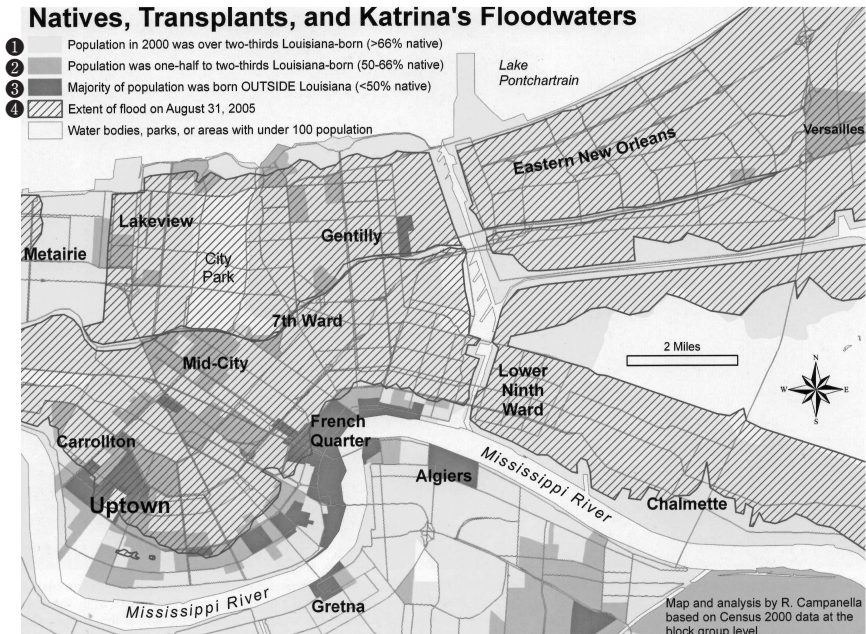 Natives, Transplants, and Katrina's Floodwaters
1 Population in 2000 was over two-thirds Louisiana-born (>66% native)
2 Population was one-half to two-thirds Louisiana-born (50-66% native)
3 Majority of population was born OUTSIDE Louisiana (<50% native)
4 Extent of flood on August 31, 2005
Water bodies, parks, or areas with under 100 population
Lake
Pontchartrain
Versailles
Eastern New Orleans
Lakeview
Gentilly
Metairie
City
Park
7th Ward
2 Miles
Mid-City
N
W
E
S
Lower
Ninth
Ward
French
Quarter
Carrollton
Algiers
Mississippi River
Uptown
Chalmette
Mississippi River
Gretna
Map and analysis by R. Campanella
based on Census 2000 data at the
block group level